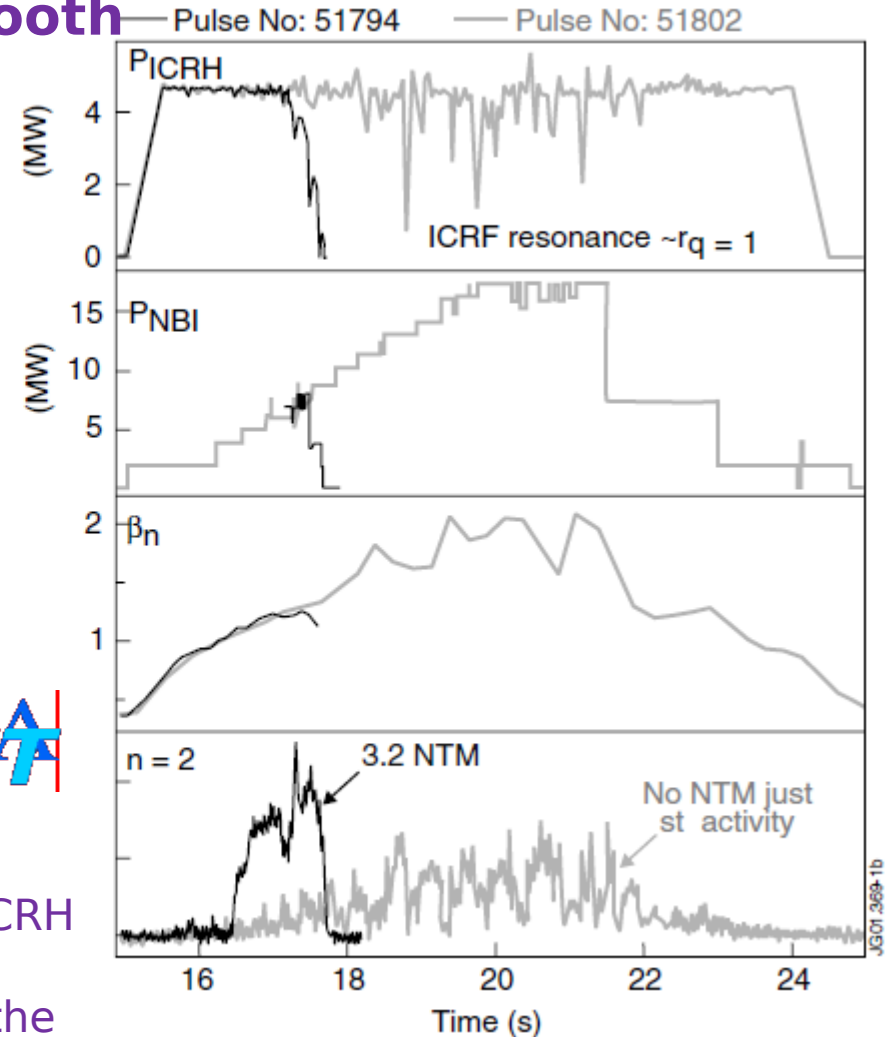 ooth
Pulse No: 51794
Pulse No: 51802
PICRH
(MW)
4
2
0
ICRF resonance ~rq = 1
PNBI
(MW)
15
10
5
βn
2
1
n = 2
3.2 NTM
No NTM just
st activity
CRH
the
JG01.369-1b
16 18 20 22 24
Time (s)